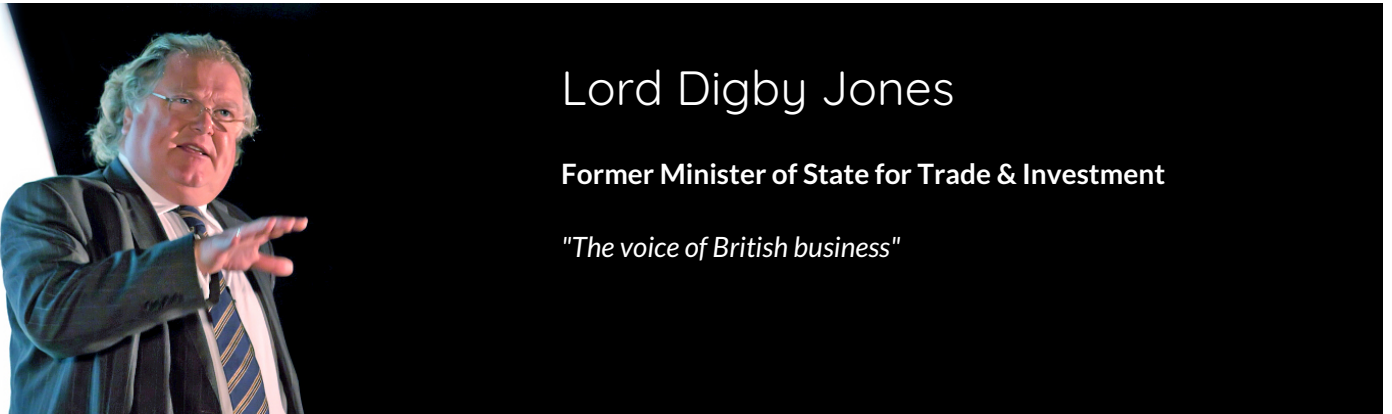 Lord Digby Jones
Former Minister of State for Trade & Investment
"The voice of British business"